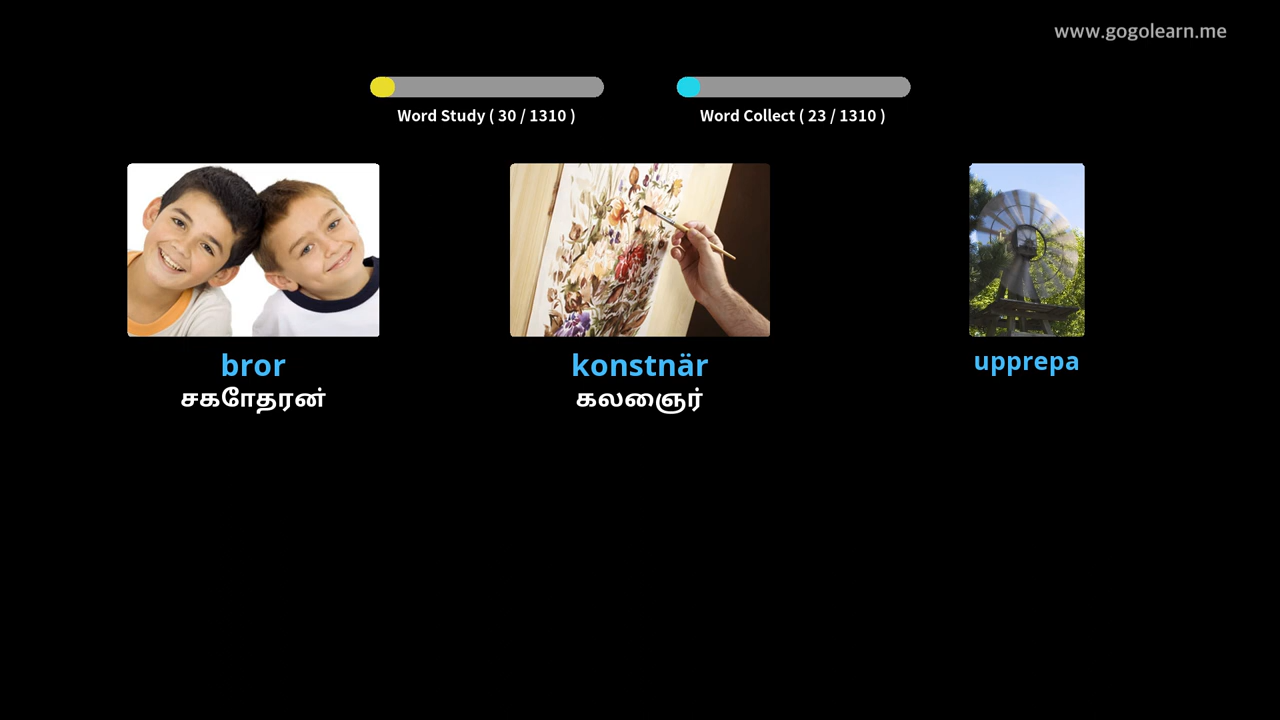 www.gogolearn.me
Word Study ( 30 / 1310 )
Word Collect ( 23 / 1310 )
bror
சகோதரன்
konstnär
கலைஞர்
upprepa